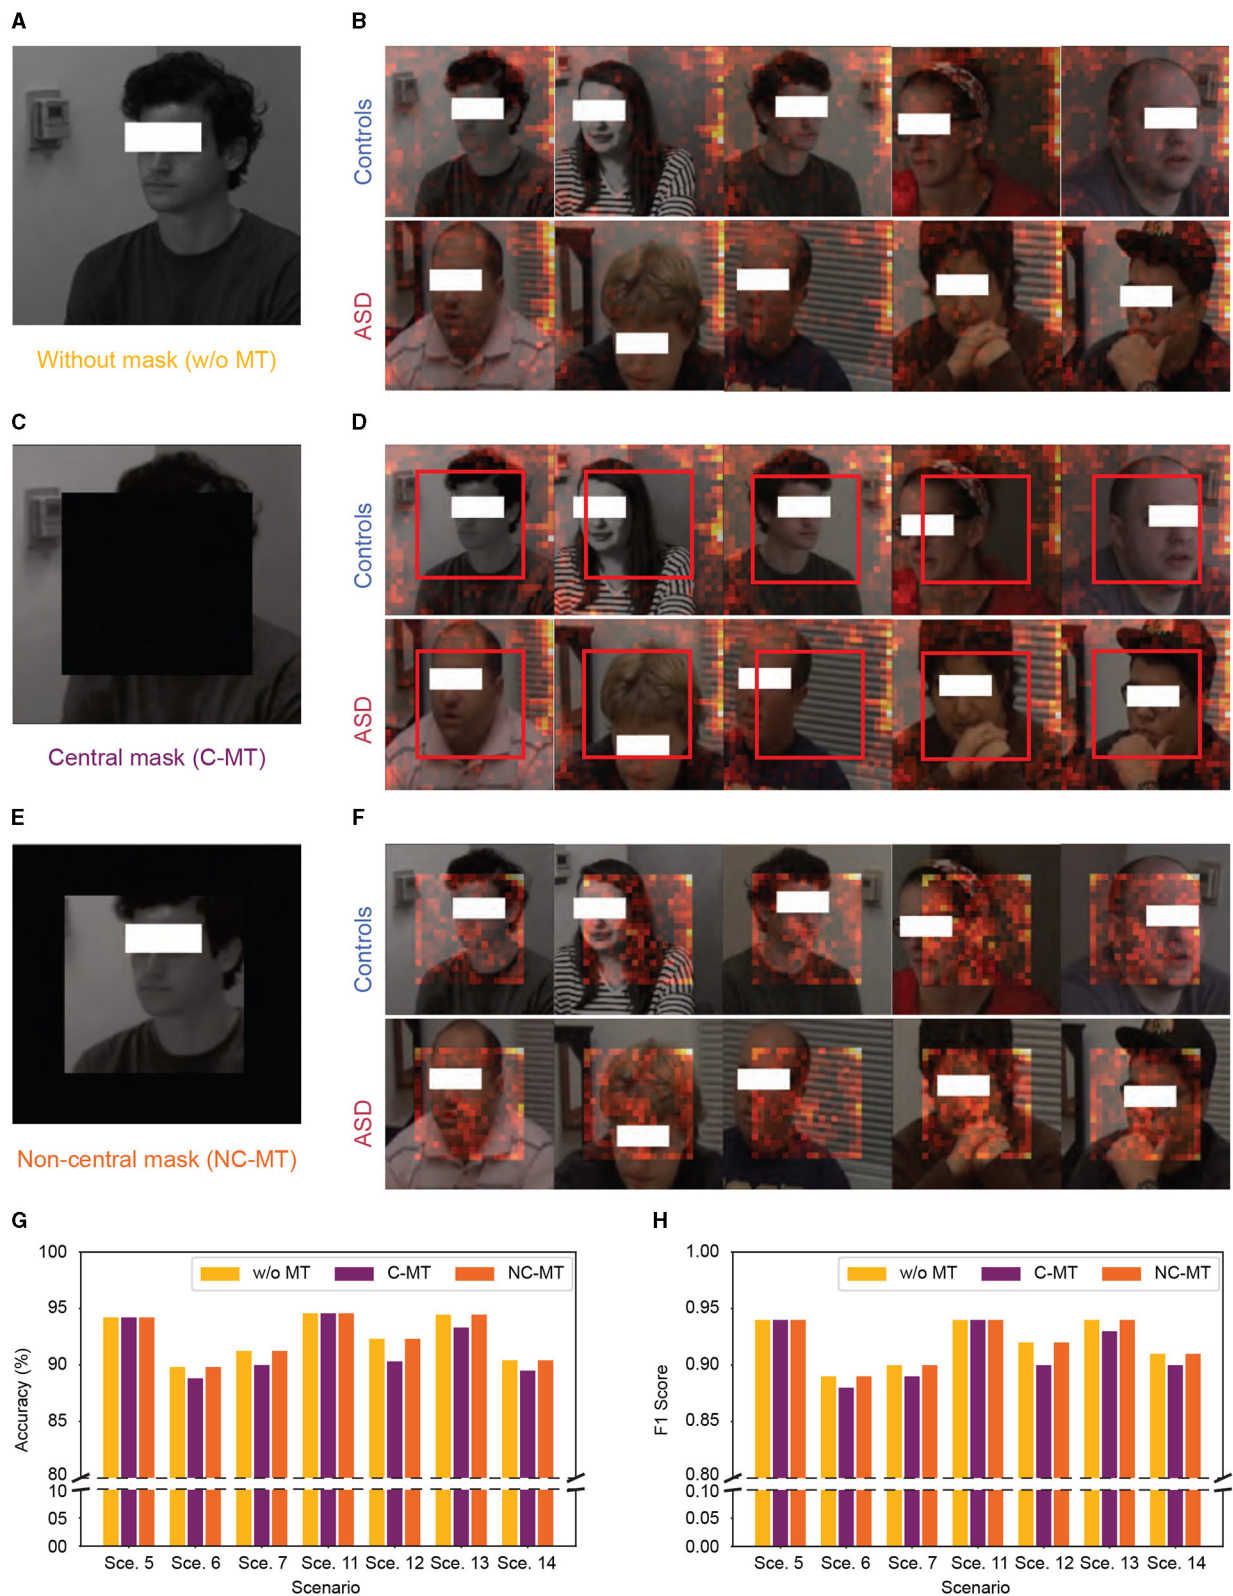 A
B
Controls
ASD
Without mask (w/o MT)
C
D
Controls
ASD
Central mask (C-MT)
E
F
Controls
ASD
Non-central mask (NC-MT)
G
H
w/o MT
C-MT
NC-MT
Accuracy (%)
100
95
90
85
80
10
05
00
Sce. 5
Sce. 6
Sce. 7
Sce. 11
Sce. 12
Sce. 13
Sce. 14
Scenario
w/o MT
C-MT
NC-MT
F1 Score
1.00
0.95
0.90
0.85
0.80
0.10
0.05
0.00
Sce. 5
Sce. 6
Sce. 7
Sce. 11
Sce. 12
Sce. 13
Sce. 14
Scenario